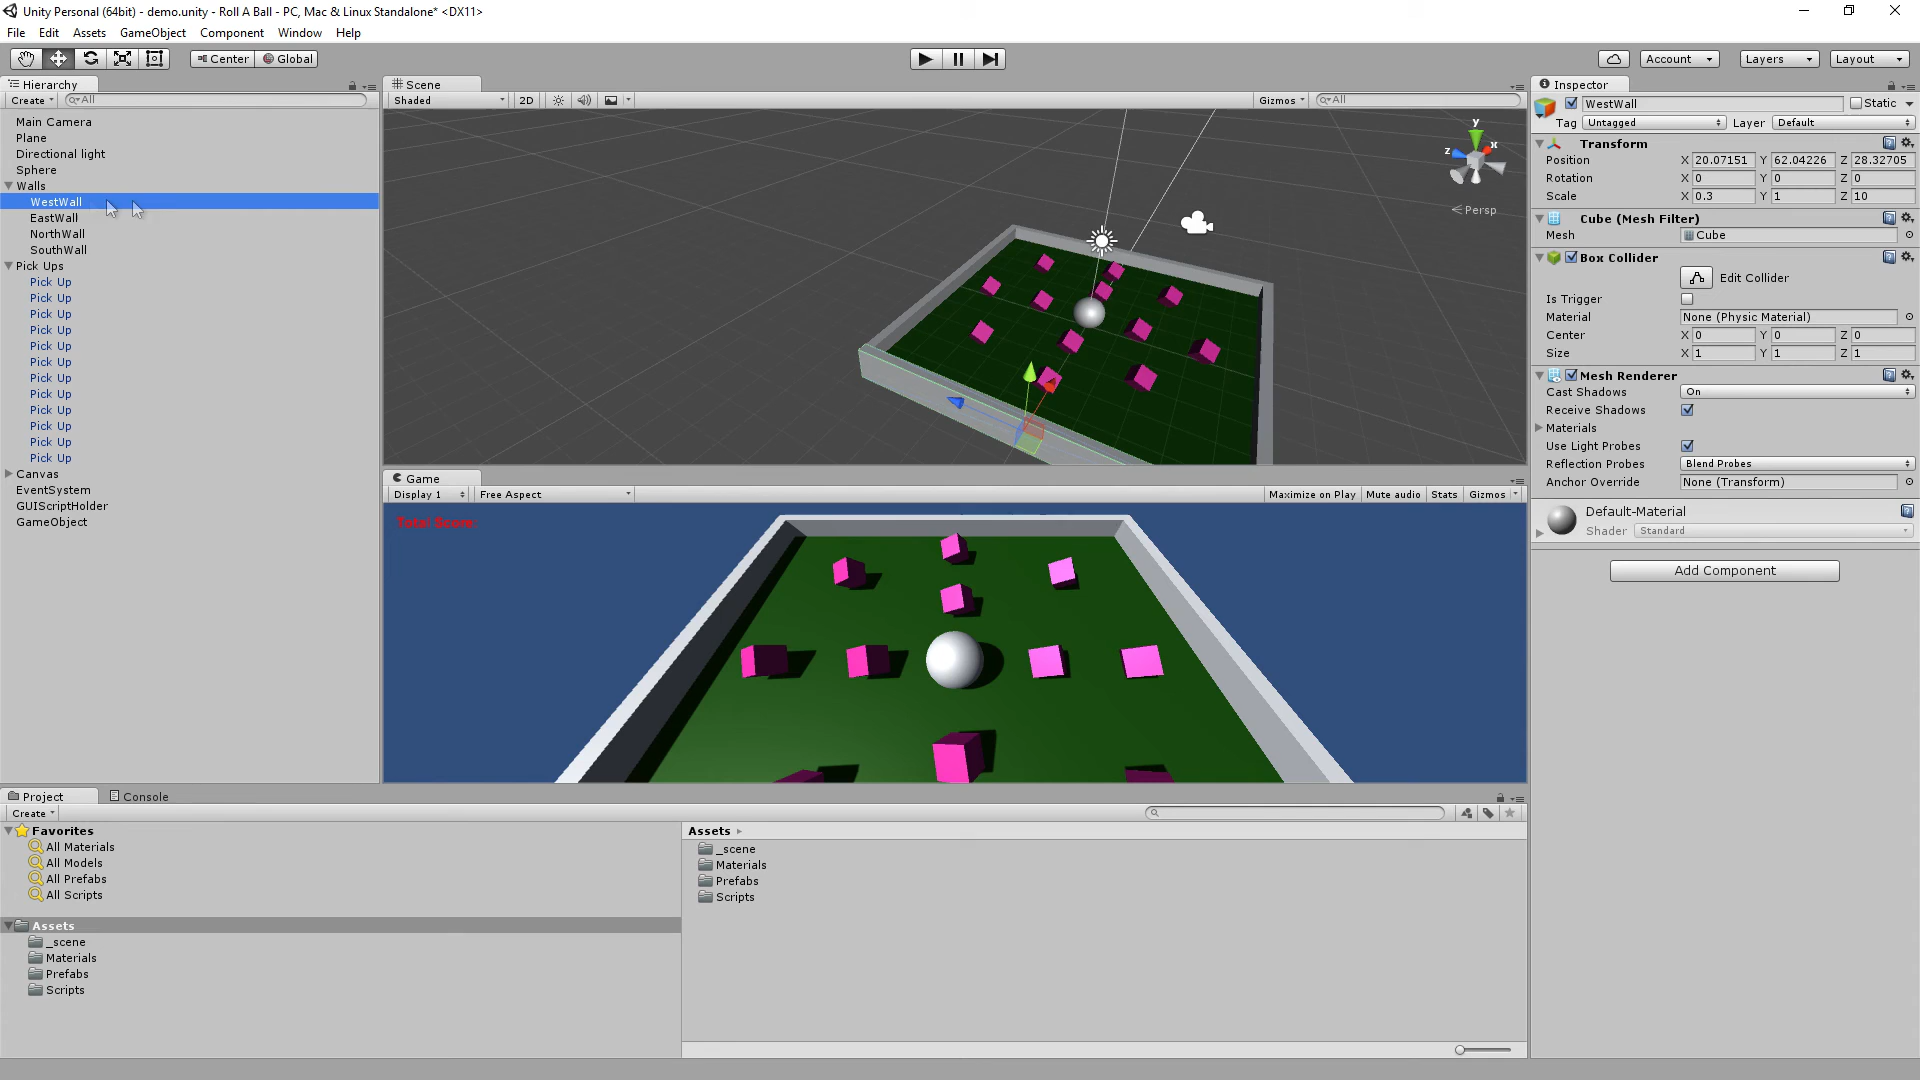 Unity Personal (64bit) - demo.unity - Roll A Ball - PC, Mac & Linux Standalone* <DX11>
File Edit Assets GameObject Component Window Help
Center Global Account Layers Layout
Hierarchy
Create All
Main Camera
Plane
Directional light
Sphere
Walls
WestWall
EastWall
NorthWall
SouthWall
Pick Ups
Pick Up
Pick Up
Pick Up
Pick Up
Pick Up
Pick Up
Pick Up
Pick Up
Pick Up
Pick Up
Pick Up
Pick Up
Canvas
EventSystem
GUIScriptHolder
GameObject
Scene
Shaded 2D Gizmos All
y
z x
Persp
Game
Display 1 Free Aspect Maximize on Play Mute audio Stats Gizmos
Total Score:
Inspector
WestWall Static
Tag Untagged Layer Default
Transform
Position X 20.07151 Y 62.04226 Z 28.32705
Rotation X 0 Y 0 Z 0
Scale X 0.3 Y 1 Z 10
Cube (Mesh Filter)
Mesh Cube
Box Collider
Edit Collider
Is Trigger
Material None (Physic Material)
Center X 0 Y 0 Z 0
Size X 1 Y 1 Z 1
Mesh Renderer
Cast Shadows On
Receive Shadows
Materials
Use Light Probes
Reflection Probes Blend Probes
Anchor Override None (Transform)
Default-Material
Shader Standard
Add Component
Project Console
Create
Favorites
All Materials
All Models
All Prefabs
All Scripts
Assets
_scene
Materials
Prefabs
Scripts
Assets
_scene
Materials
Prefabs
Scripts